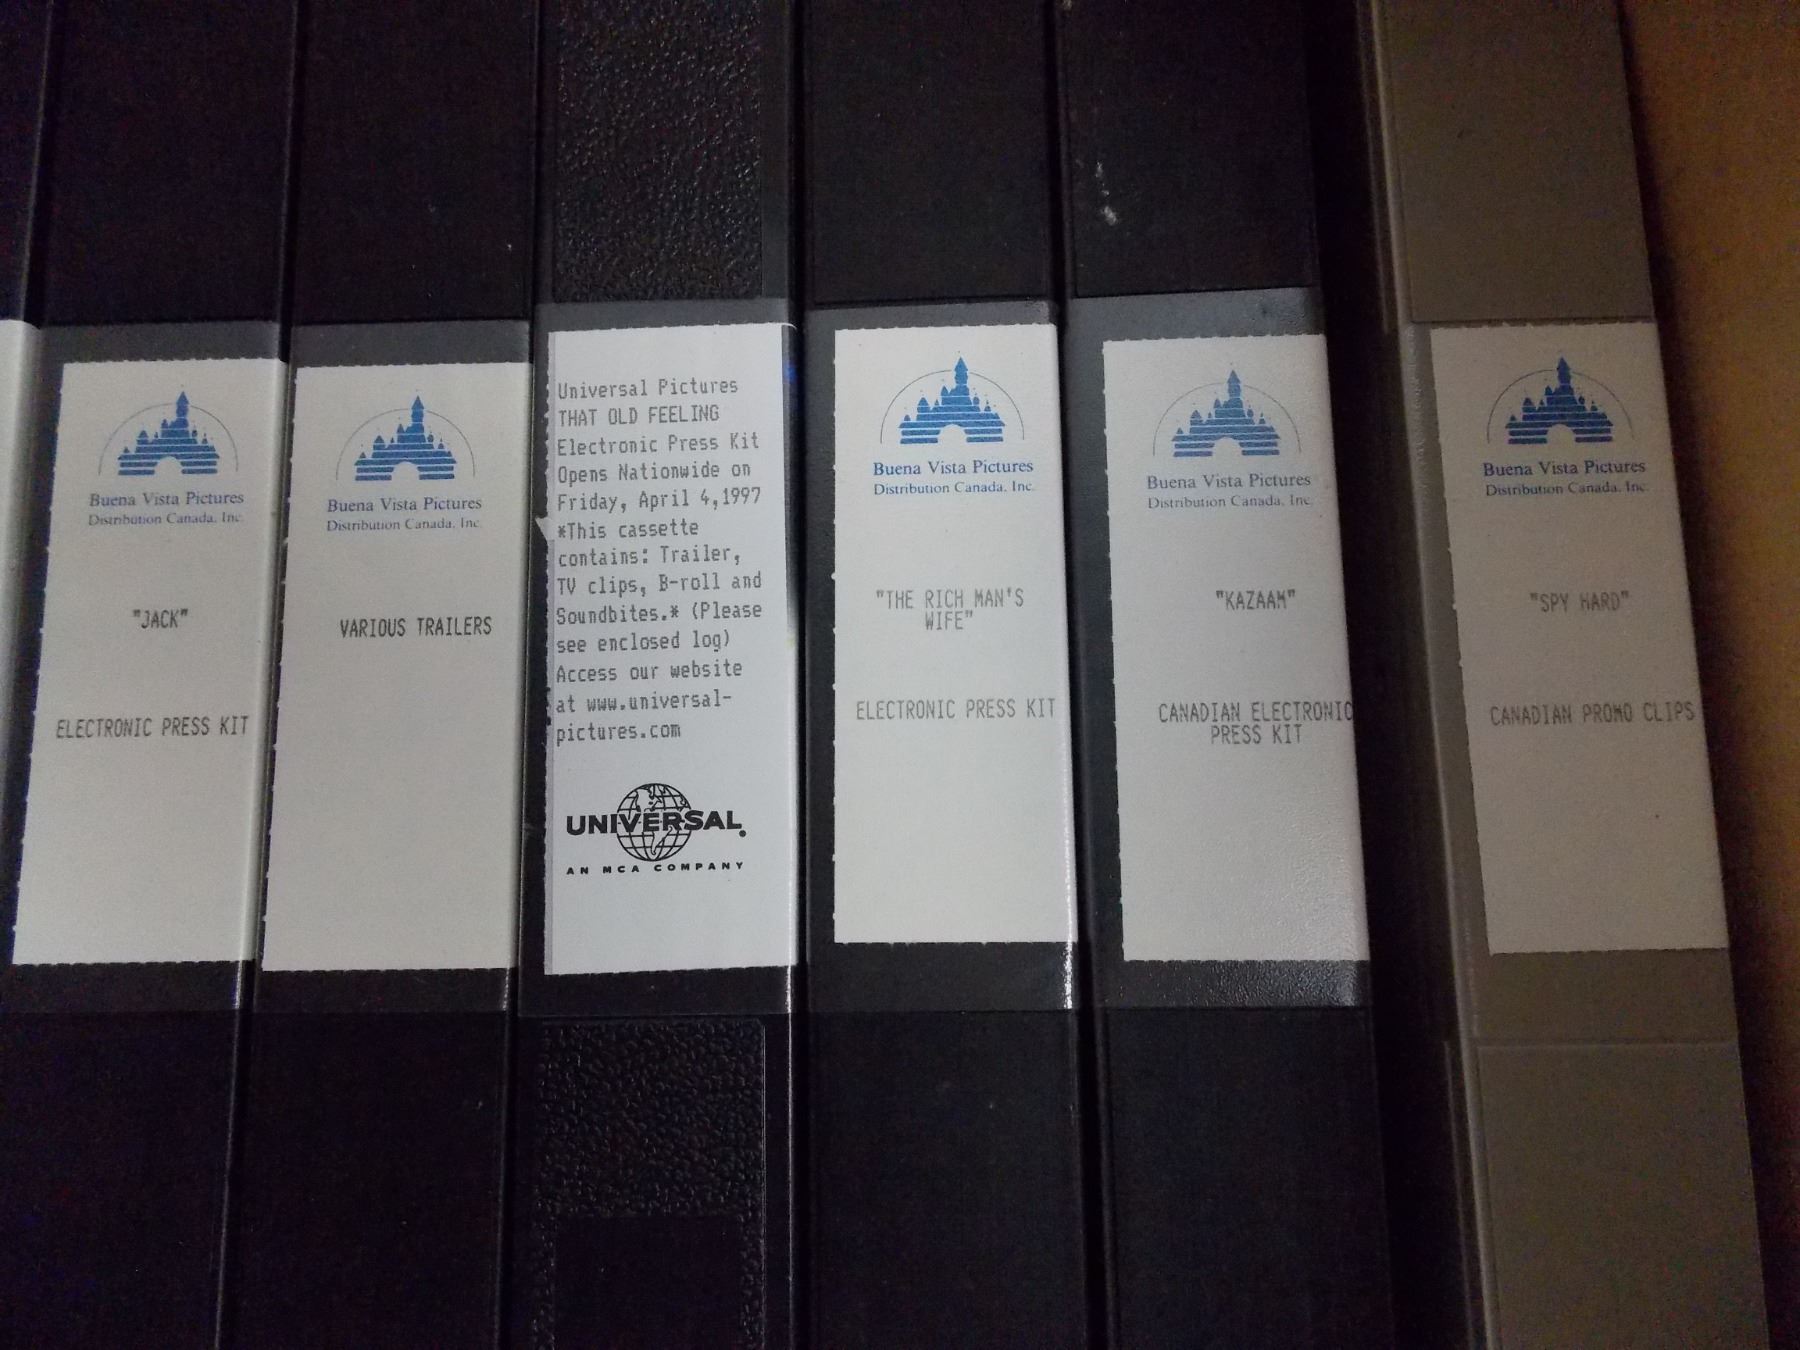 Buena Vista Pictures
Distribution Canada, Inc.
"JACK"
ELECTRONIC PRESS KIT
Buena Vista Pictures
Distribution Canada, Inc.
VARIOUS TRAILERS
Universal Pictures
THAT OLD FEELING
Electronic Press Kit
Opens Nationwide on
Friday, April 4,1997
*This cassette
contains: Trailer,
TV clips, B-roll and
Soundbites.* (Please
see enclosed log)
Access our website
at www.universal-
pictures.com
UNIVERSAL
AN MCA COMPANY
Buena Vista Pictures
Distribution Canada, Inc.
"THE RICH MAN'S
WIFE"
ELECTRONIC PRESS KIT
Buena Vista Pictures
Distribution Canada, Inc.
"KAZAAM"
CANADIAN ELECTRONIC
PRESS KIT
Buena Vista Pictures
Distribution Canada, Inc.
"SPY HARD"
CANADIAN PROMO CLIPS